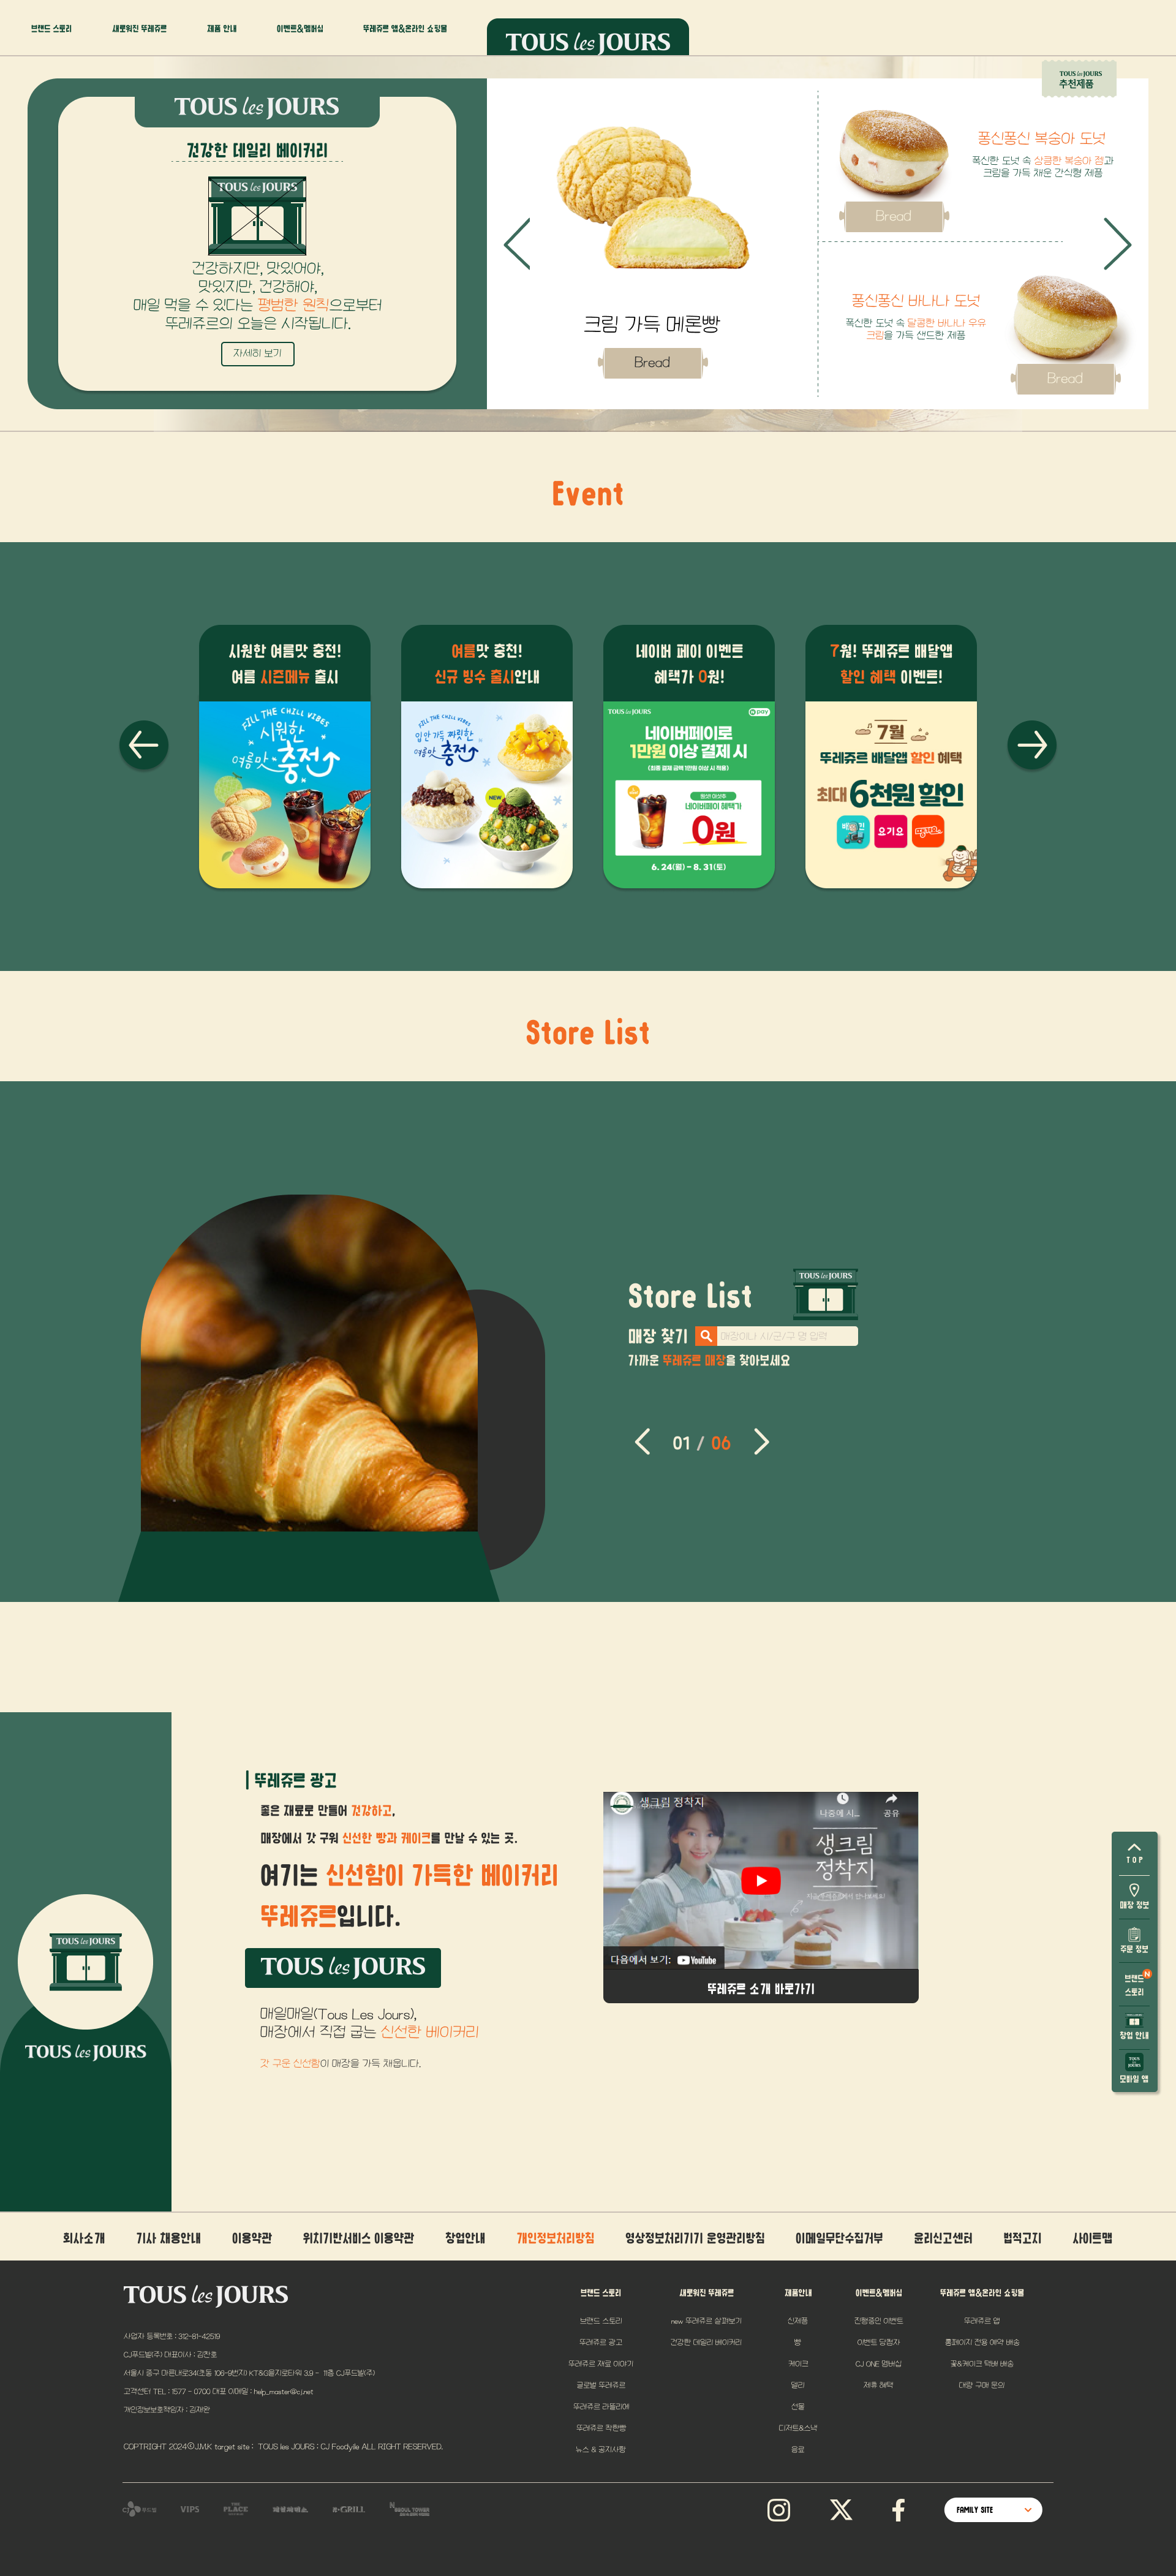 브랜드 스토리
새로워진 뚜레쥬르
제품 안내
이벤트&멤버십
뚜레쥬르 앱&온라인 쇼핑몰
TOUS les JOURS
TOUS les JOURS
건강한 데일리 베이커리
TOUS les JOURS
건강하지만, 맛있어야,
맛있지만, 건강해야,
매일 먹을 수 있다는 평범한 원칙으로부터
뚜레쥬르의 오늘은 시작됩니다.
자세히 보기
크림 가득 메론빵
Bread
TOUS les JOURS
추천제품
퐁신퐁신 복숭아 도넛
폭신한 도넛 속 상큼한 복숭아 잼과
크림을 가득 채운 간식형 제품
Bread
퐁신퐁신 바나나 도넛
폭신한 도넛 속 달콤한 바나나 우유
크림을 가득 샌드한 제품
Bread
Event
시원한 여름맛 충전!
여름 시즌메뉴 출시
FILL THE CHILL VIBES
시원한
여름맛 충전
여름맛 충전!
신규 빙수 출시안내
FILL THE CHILL VIBES
입안 가득 짜릿한
여름맛 충전
NEW
네이버 페이 이벤트
혜택가 0원!
TOUS les JOURS
pay
네이버페이로
1만원 이상 결제 시
네이버페이 혜택가
0원
6. 24(월) – 8. 31(토)
7월! 뚜레쥬르 배달앱
할인 혜택 이벤트!
7월
뚜레쥬르 배달앱 할인 혜택
최대 6천원 할인
요기요
Store List
Store List
TOUS les JOURS
매장 찾기
매장이나 시/군/구 명 입력
가까운 뚜레쥬르 매장을 찾아보세요
01 / 06
TOUS les JOURS
TOUS les JOURS
뚜레쥬르 광고
좋은 재료로 만들어 건강하고,
매장에서 갓 구워 신선한 빵과 케이크를 만날 수 있는 곳.
여기는 신선함이 가득한 베이커리
뚜레쥬르입니다.
TOUS les JOURS
매일매일(Tous Les Jours),
매장에서 직접 굽는 신선한 베이커리
갓 구운 신선함이 매장을 가득 채웁니다.
생크림 정착지
나중에 시...
공유
생크림
정착지
다음에서 보기: YouTube
뚜레쥬르 소개 바로가기
TOP
매장 정보
주문 정보
브랜드
N
스토리
창업 안내
TOUS les JOURS
모바일 앱
회사소개
기사 채용안내
이용약관
위치기반서비스 이용약관
창업안내
개인정보처리방침
영상정보처리기기 운영관리방침
이메일무단수집거부
윤리신고센터
법적고지
사이트맵
TOUS les JOURS
사업자 등록번호 : 312-81-42519
CJ푸드빌(주) 대표이사 : 김찬호
서울시 중구 마른내로34(초동 106-9번지) KT&G을지로타워 3,9 - 11층 CJ푸드빌(주)
고객센터 TEL : 1577 - 0700 대표 이메일 : help_master@cj.net
개인정보보호책임자 : 김재완
COPTRIGHT 2024ⒸJ.M.K target site : TOUS les JOURS : CJ Foodylle ALL RIGHT RESERVED.
브랜드 스토리
브랜드 스토리
뚜레쥬르 광고
뚜레쥬르 재료 이야기
글로벌 뚜레쥬르
뚜레쥬르 라뜰리에
뚜레쥬르 착한빵
뉴스 & 공지사항
새로워진 뚜레쥬르
new 뚜레쥬르 살펴보기
건강한 데일리 베이커리
제품안내
신제품
빵
케이크
델리
선물
디저트&스낵
음료
이벤트&멤버십
진행중인 이벤트
이벤트 당첨자
CJ ONE 멤버십
제휴 혜택
뚜레쥬르 앱&온라인 쇼핑몰
뚜레쥬르 앱
홈페이지 전용 예약 배송
꽃&케이크 택배 배송
대량 구매 문의
VIPS
THE PLACE
N SEOUL TOWER
FAMILY SITE